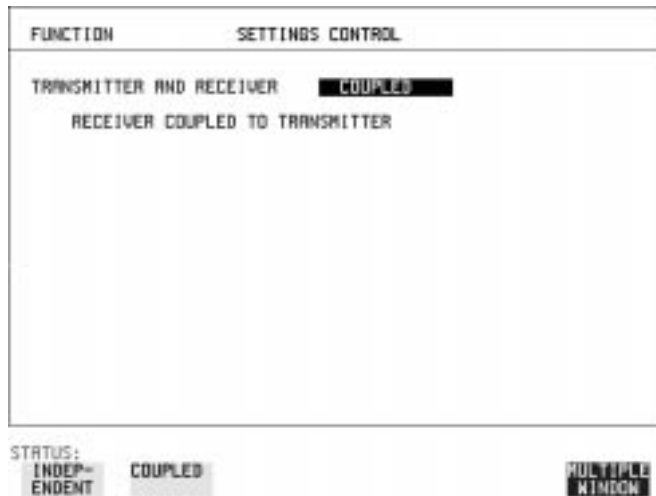 FUNCTION SETTINGS CONTROL
TRANSMITTER AND RECEIVER COUPLED
RECEIVER COUPLED TO TRANSMITTER
STATUS:
INDEP- COUPLED MULTIPLE
ENDENT WINDOW